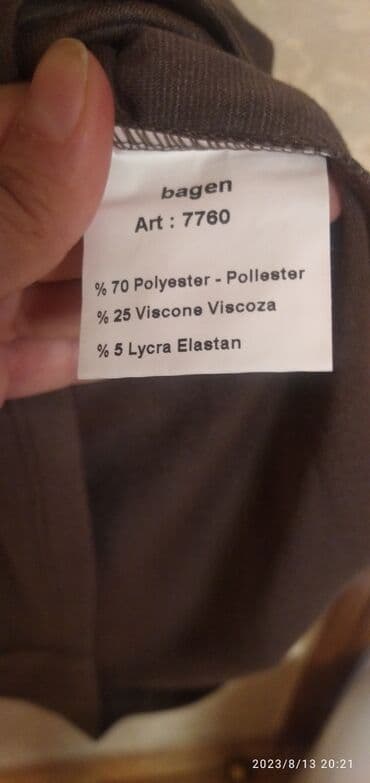 bagen
Art : 7760
% 70 Polyester - Pollester
% 25 Viscone Viscoza
% 5 Lycra Elastan
2023/8/13 20:21